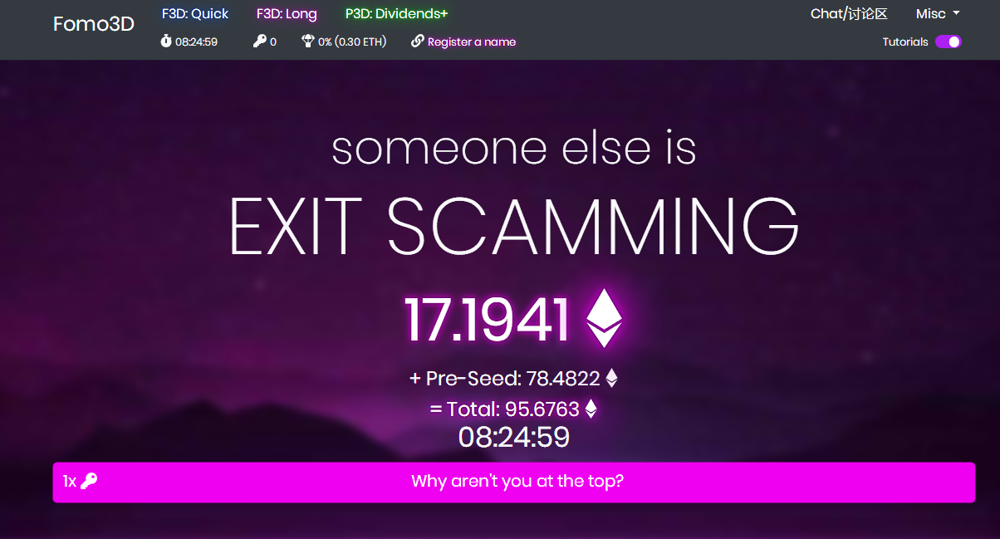 Fomo3D
F3D: Quick F3D: Long P3D: Dividends+ Chat/讨论区 Misc
08:24:59 0 0% (0.30 ETH) Register a name Tutorials
someone else is
EXIT SCAMMING
17.1941
+ Pre-Seed: 78.4822
= Total: 95.6763
08:24:59
1x Why aren't you at the top?